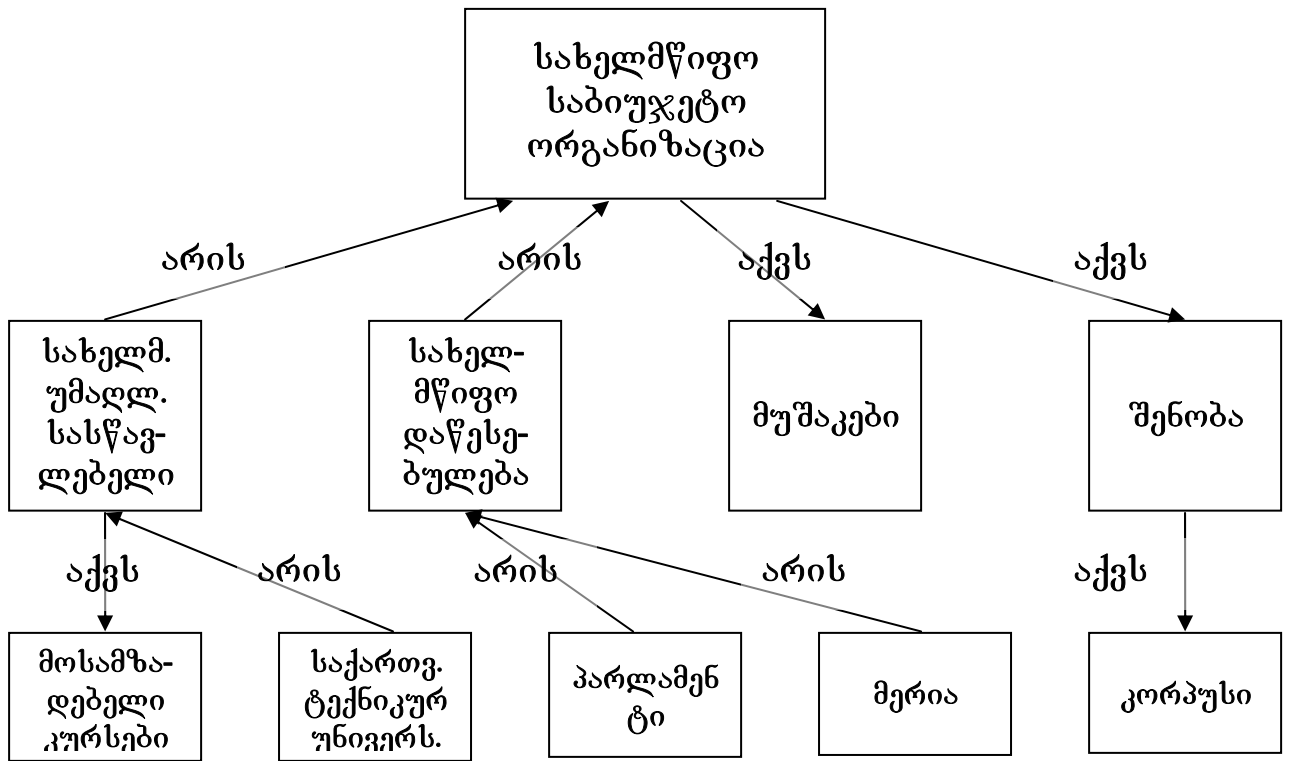 სახელმწიფო
საბიუჯეტო
ორგანიზაცია
არის
არის
აქვს
აქვს
სახელმ.
უმაღლ.
სასწავ-
ლებელი
სახელ-
მწიფო
დაწესე-
ბულება
მუშაკები
შენობა
აქვს
არის
არის
არის
აქვს
მოსამზა-
დებელი
კურსები
საქართვ.
ტექნიკურ
უნივერს.
პარლამენ
ტი
მერია
კორპუსი